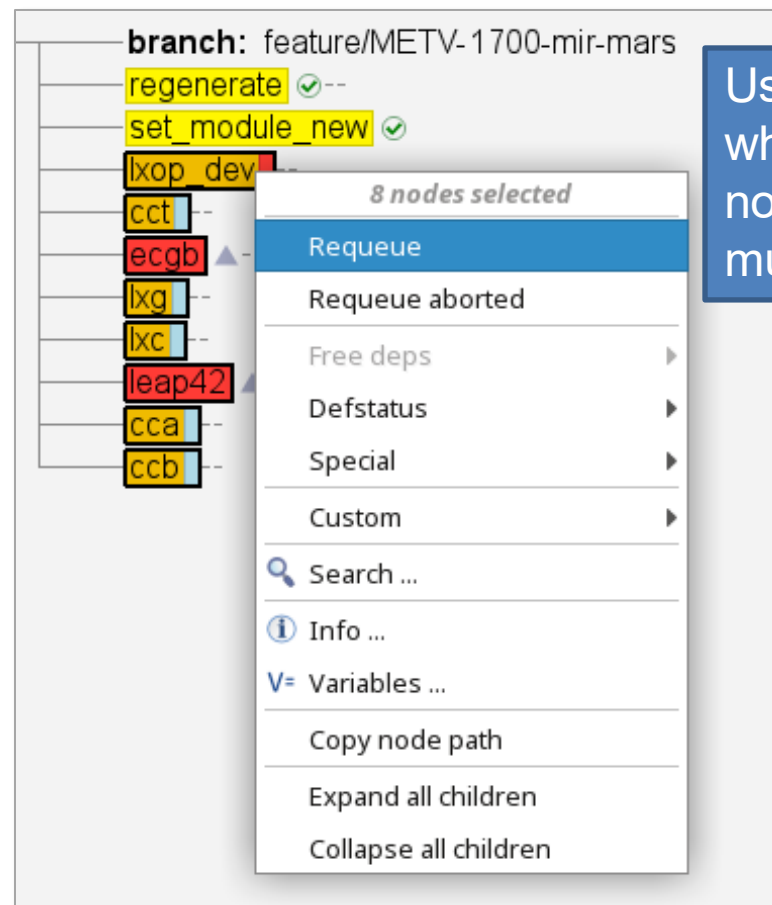 branch: feature/METV-1700-mir-mars
regenerate
set_module_new
lxop_dev
cct
ecgb
lxg
lxc
leap42
cca
ccb
8 nodes selected
Requeue
Requeue aborted
Free deps
Defstatus
Special
Custom
Search ...
Info ...
V= Variables ...
Copy node path
Expand all children
Collapse all children